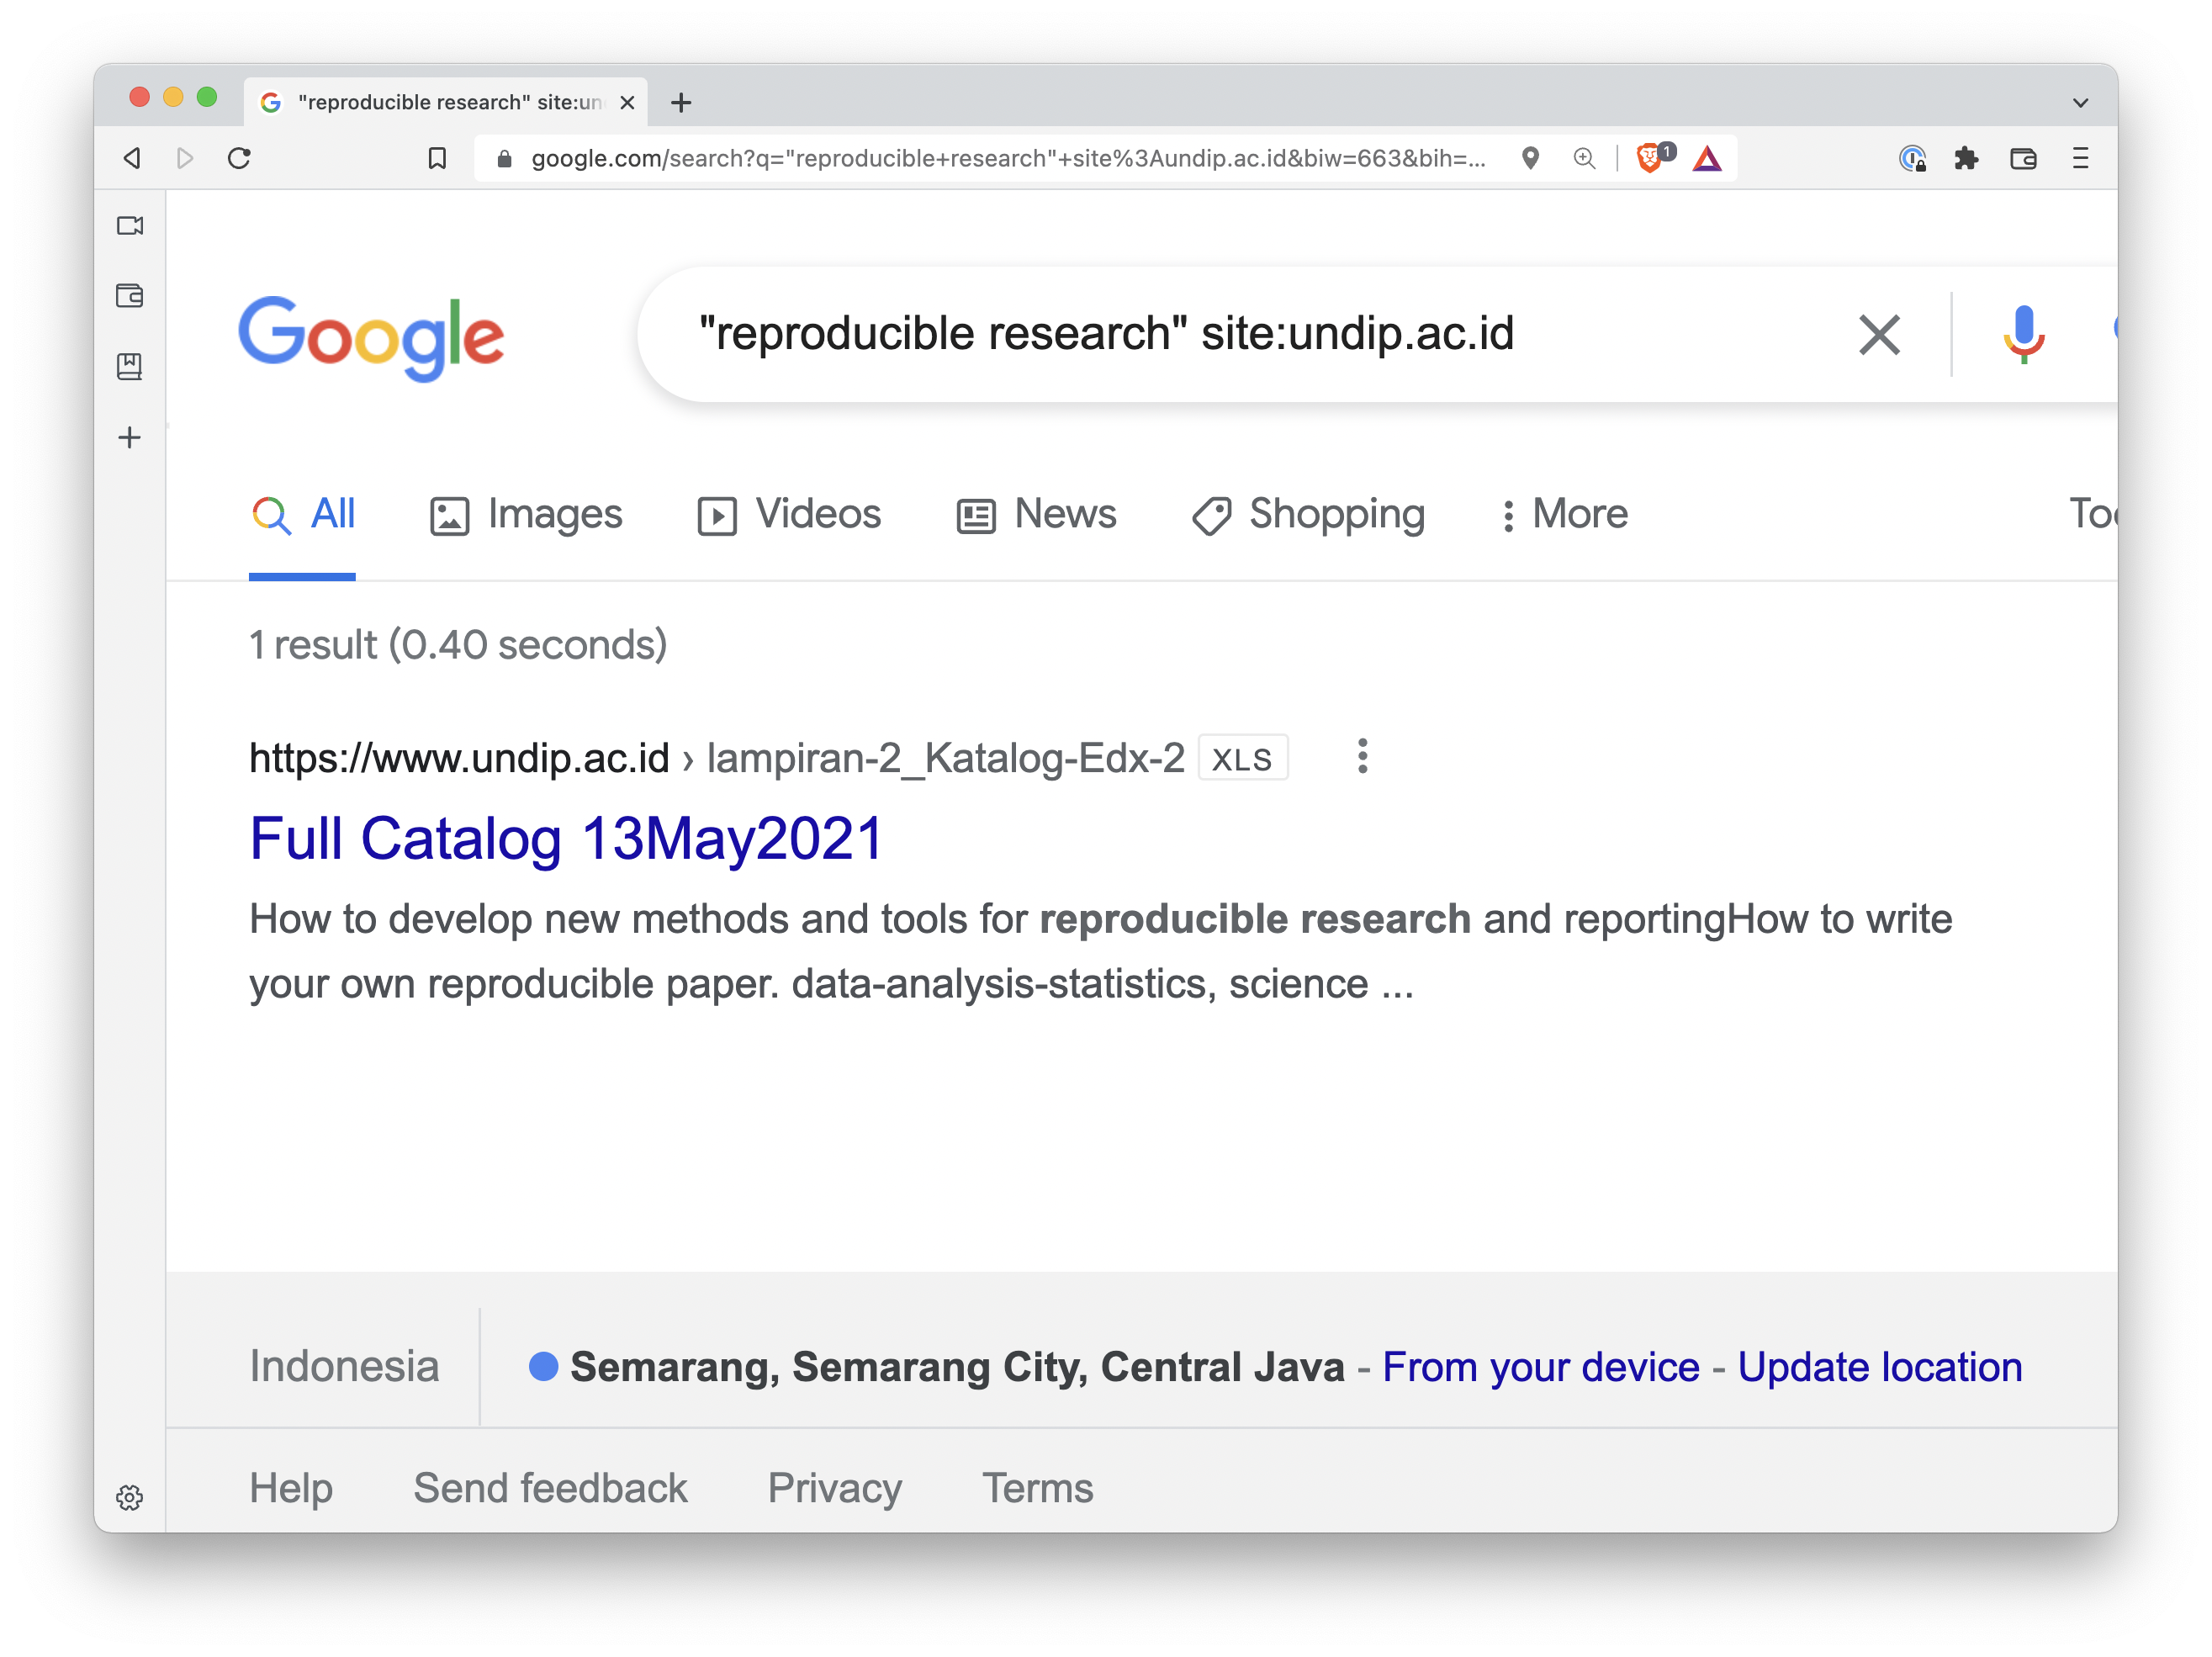 "reproducible research" site:un
google.com/search?q="reproducible+research"+site%3Aundip.ac.id&biw=663&bih=...
1
Google
"reproducible research" site:undip.ac.id
All Images Videos News Shopping More
1 result (0.40 seconds)
https://www.undip.ac.id › lampiran-2_Katalog-Edx-2 XLS
Full Catalog 13May2021
How to develop new methods and tools for reproducible research and reportingHow to write
your own reproducible paper. data-analysis-statistics, science ...
Indonesia Semarang, Semarang City, Central Java - From your device - Update location
Help Send feedback Privacy Terms